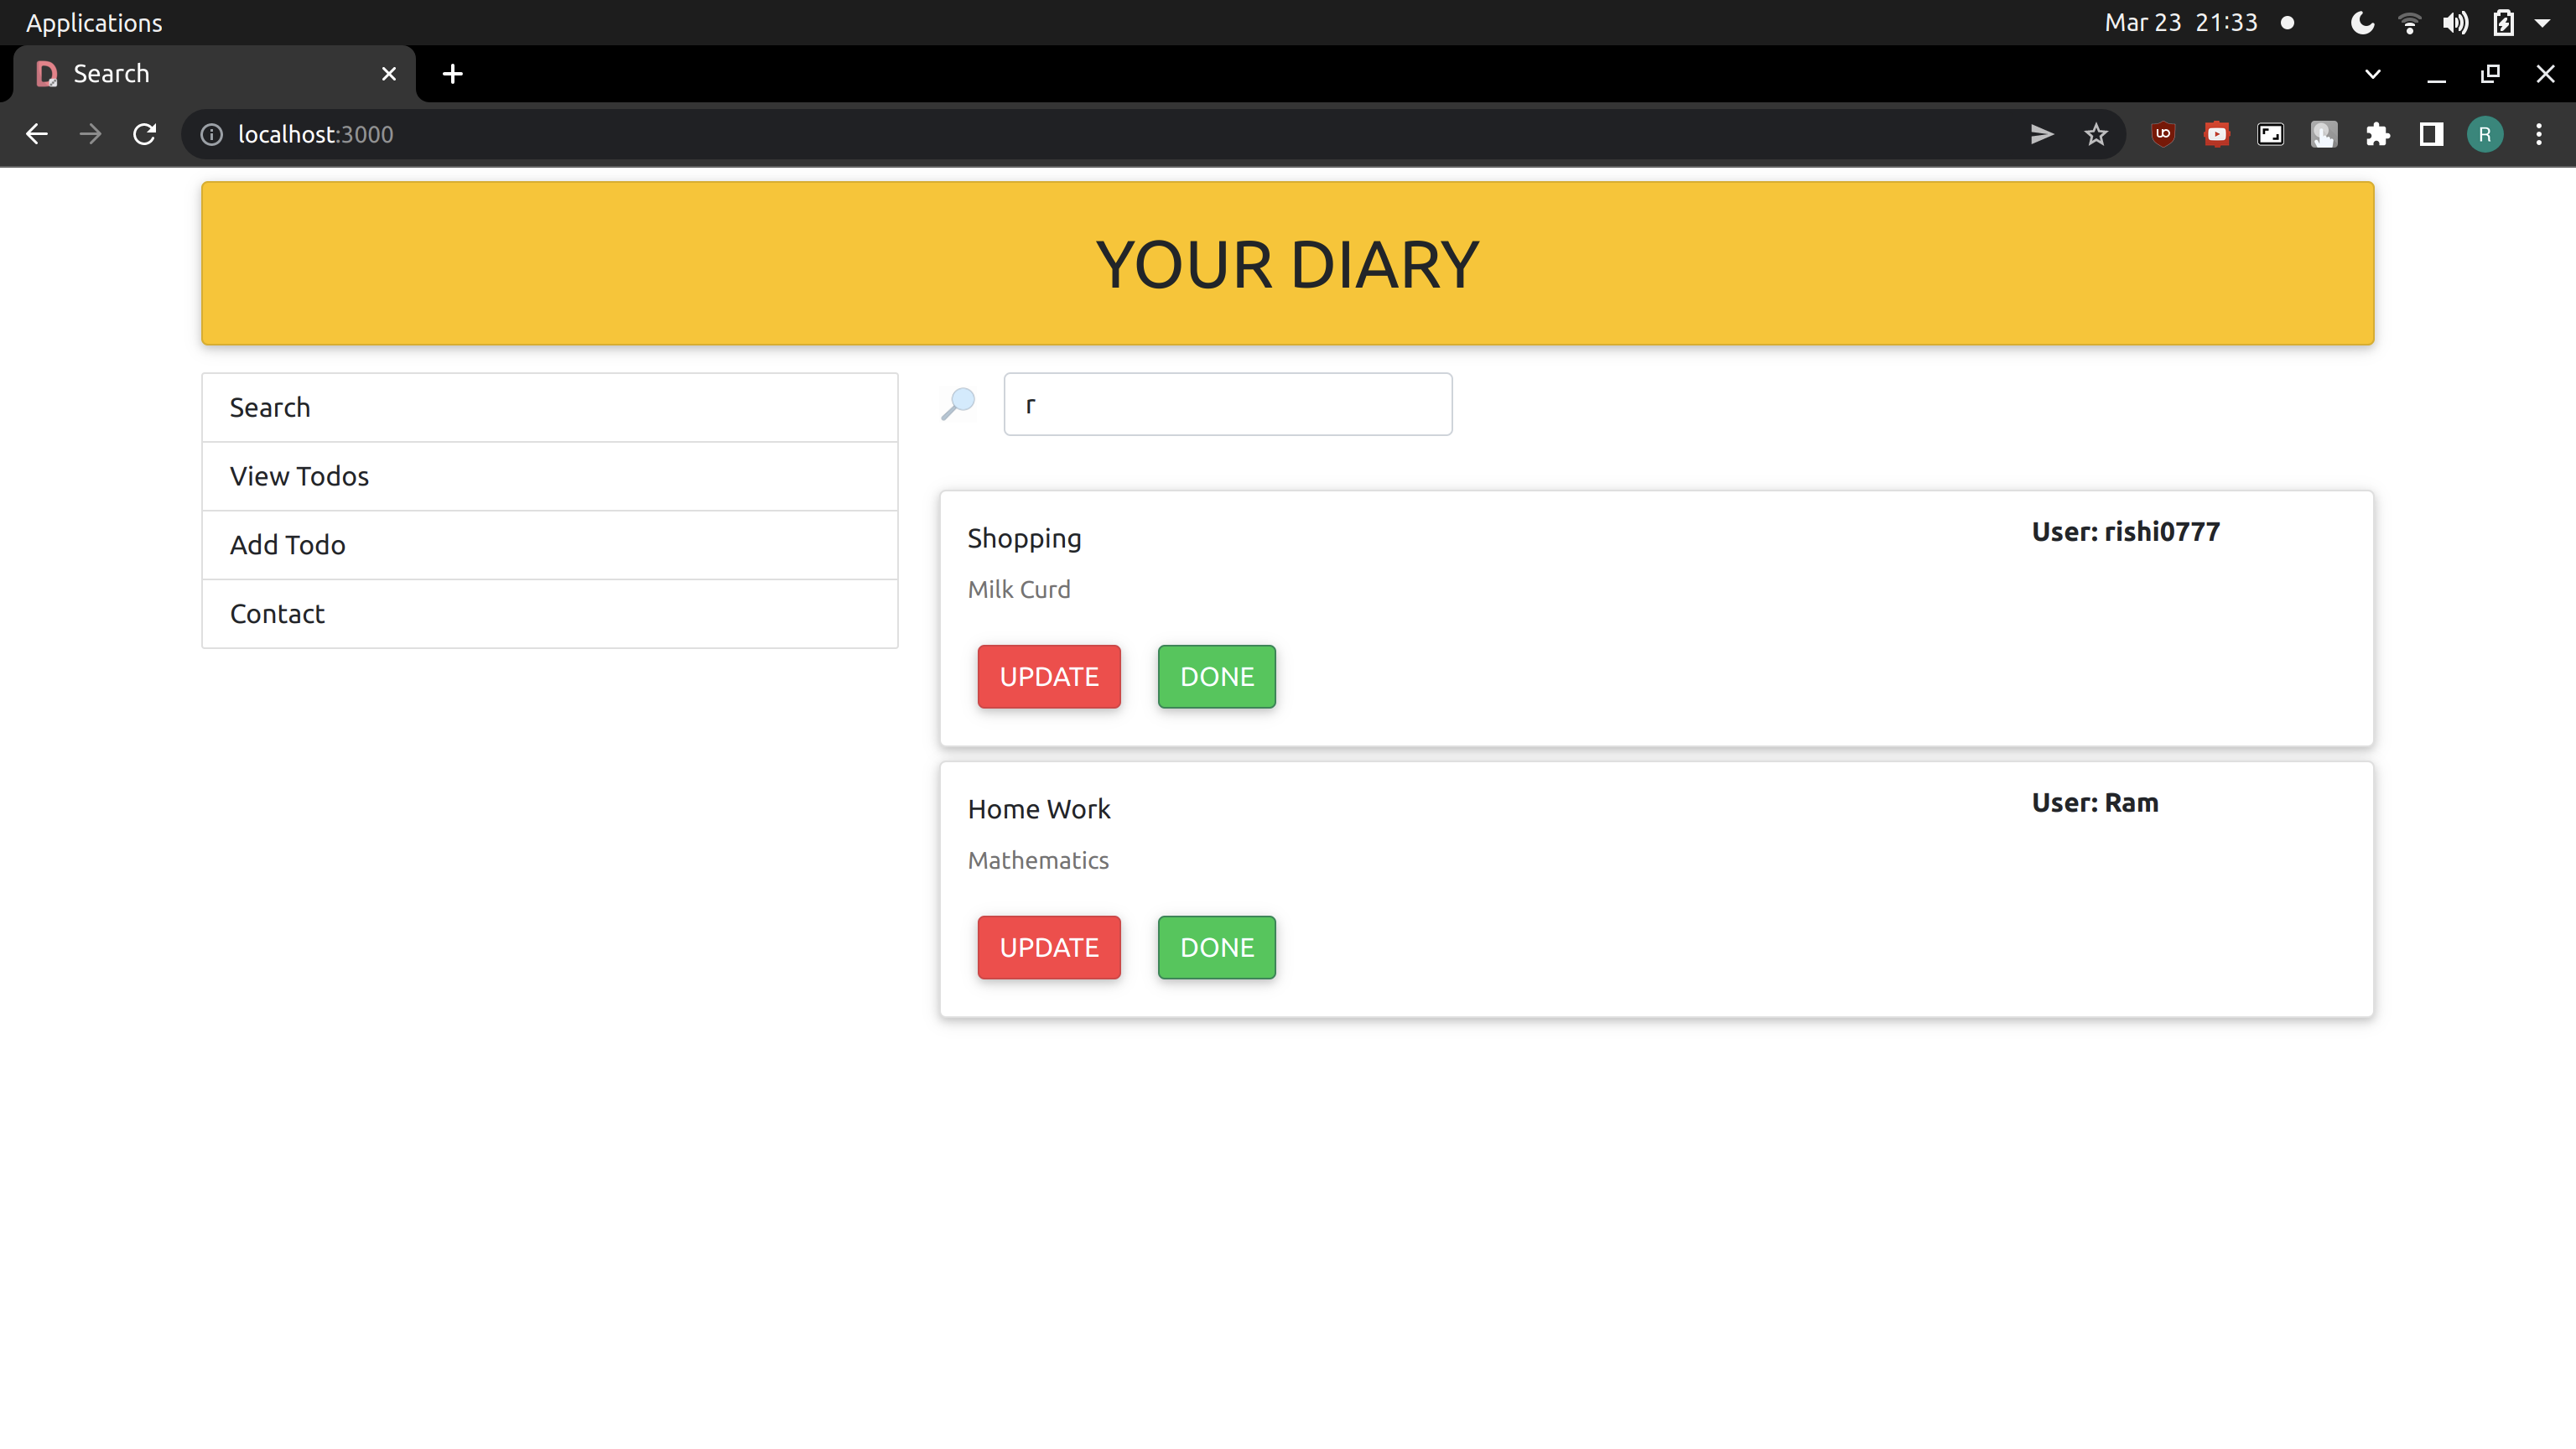 Applications
Mar 23 21:33
Search
localhost:3000
R
YOUR DIARY
Search
View Todos
Add Todo
Contact
r
Shopping
User: rishi0777
Milk Curd
UPDATE
DONE
Home Work
User: Ram
Mathematics
UPDATE
DONE